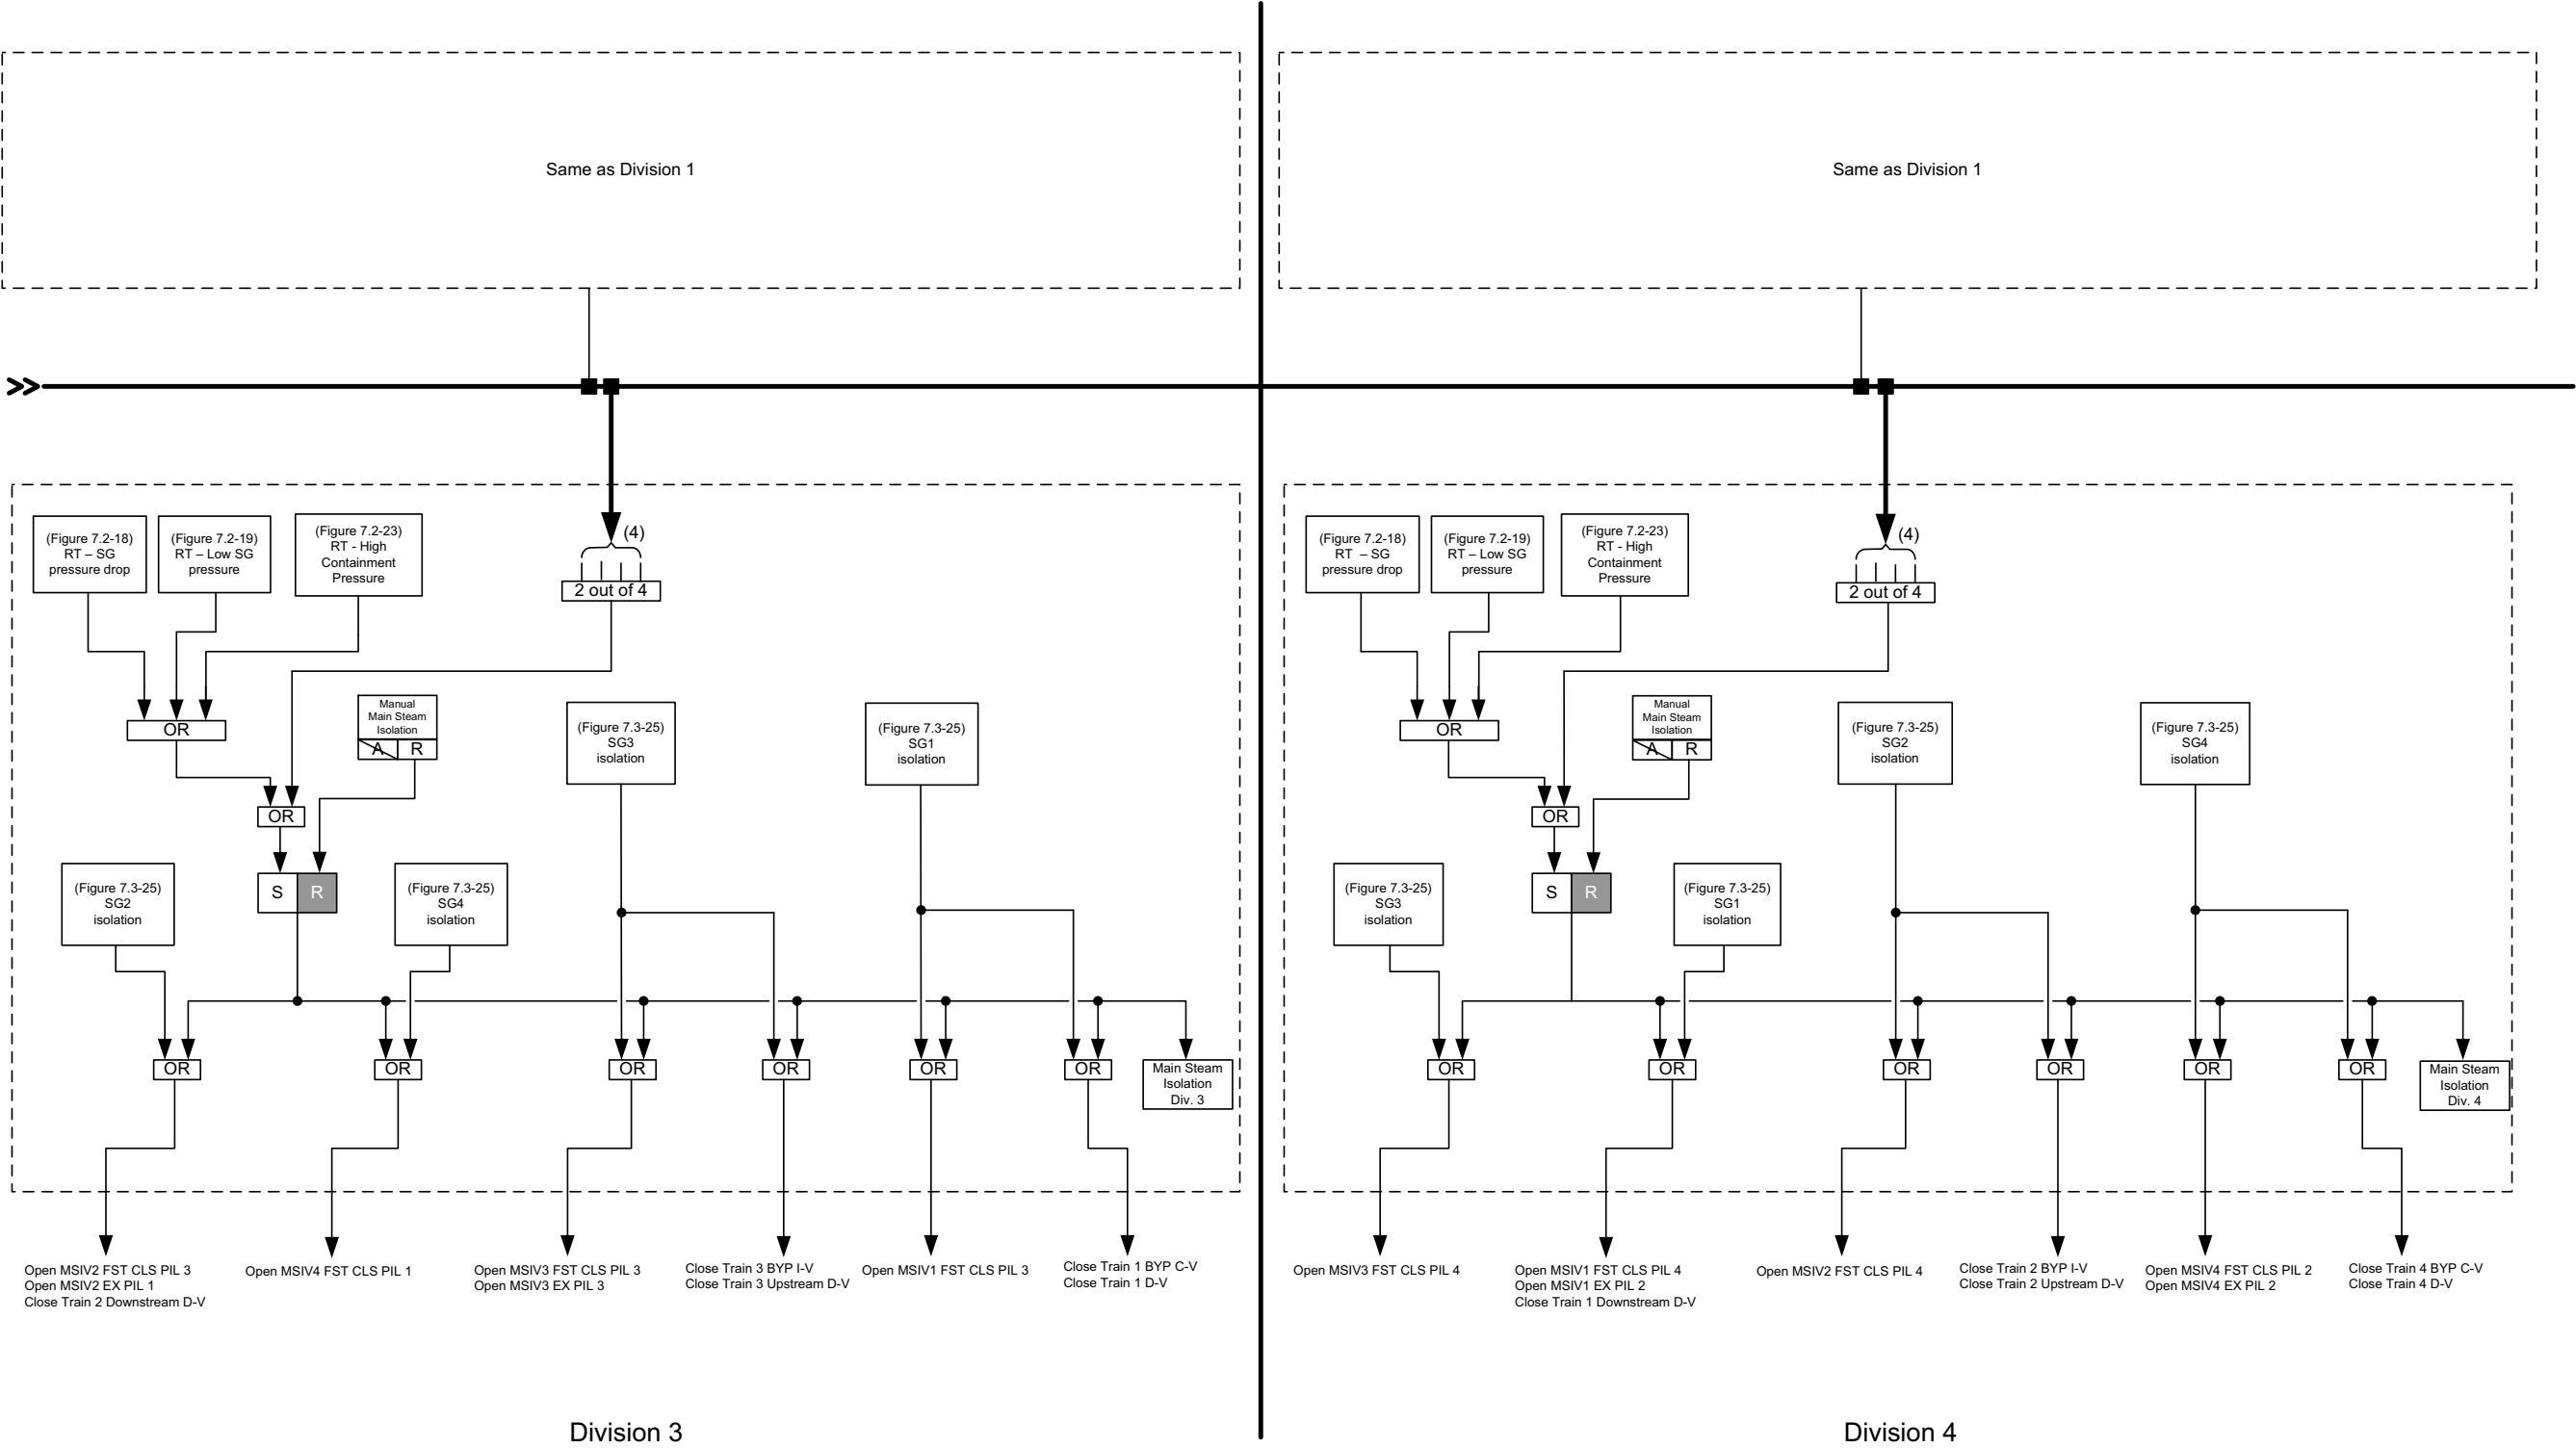 Same as Division 1
Same as Division 1
(Figure 7.2-18)
RT – SG
pressure drop
(Figure 7.2-19)
RT – Low SG
pressure
(Figure 7.2-23)
RT - High
Containment
Pressure
(4)
2 out of 4
OR
Manual
Main Steam
Isolation
A R
(Figure 7.3-25)
SG3
isolation
(Figure 7.3-25)
SG1
isolation
OR
(Figure 7.3-25)
SG2
isolation
S R
(Figure 7.3-25)
SG4
isolation
OR
OR
OR
OR
OR
OR
Main Steam
Isolation
Div. 3
Open MSIV2 FST CLS PIL 3
Open MSIV2 EX PIL 1
Close Train 2 Downstream D-V
Open MSIV4 FST CLS PIL 1
Open MSIV3 FST CLS PIL 3
Open MSIV3 EX PIL 3
Close Train 3 BYP I-V
Close Train 3 Upstream D-V
Open MSIV1 FST CLS PIL 3
Close Train 1 BYP C-V
Close Train 1 D-V
Division 3
(Figure 7.2-18)
RT – SG
pressure drop
(Figure 7.2-19)
RT – Low SG
pressure
(Figure 7.2-23)
RT - High
Containment
Pressure
(4)
2 out of 4
OR
Manual
Main Steam
Isolation
A R
(Figure 7.3-25)
SG2
isolation
(Figure 7.3-25)
SG4
isolation
OR
(Figure 7.3-25)
SG3
isolation
S R
(Figure 7.3-25)
SG1
isolation
OR
OR
OR
OR
OR
OR
Main Steam
Isolation
Div. 4
Open MSIV3 FST CLS PIL 4
Open MSIV1 FST CLS PIL 4
Open MSIV1 EX PIL 2
Close Train 1 Downstream D-V
Open MSIV2 FST CLS PIL 4
Close Train 2 BYP I-V
Close Train 2 Upstream D-V
Open MSIV4 FST CLS PIL 2
Open MSIV4 EX PIL 2
Close Train 4 BYP C-V
Close Train 4 D-V
Division 4